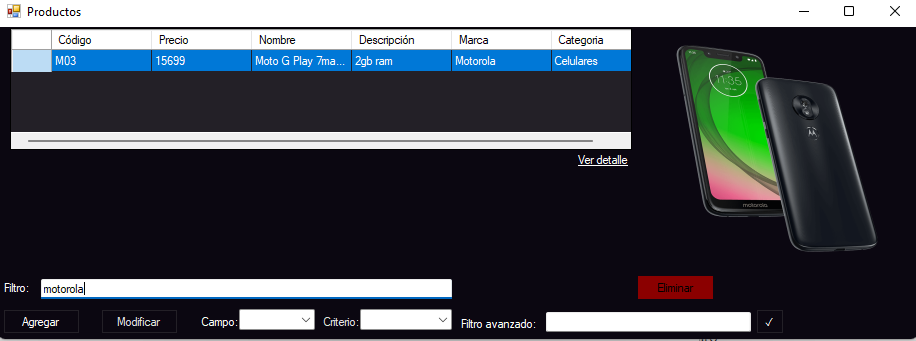 Productos
Código Precio Nombre Descripción Marca Categoria
M03 15699 Moto G Play 7ma... 2gb ram Motorola Celulares
11:35
motorola
Ver detalle
Filtro: motorola Eliminar
Agregar Modificar Campo: Criterio: Filtro avanzado: ✓